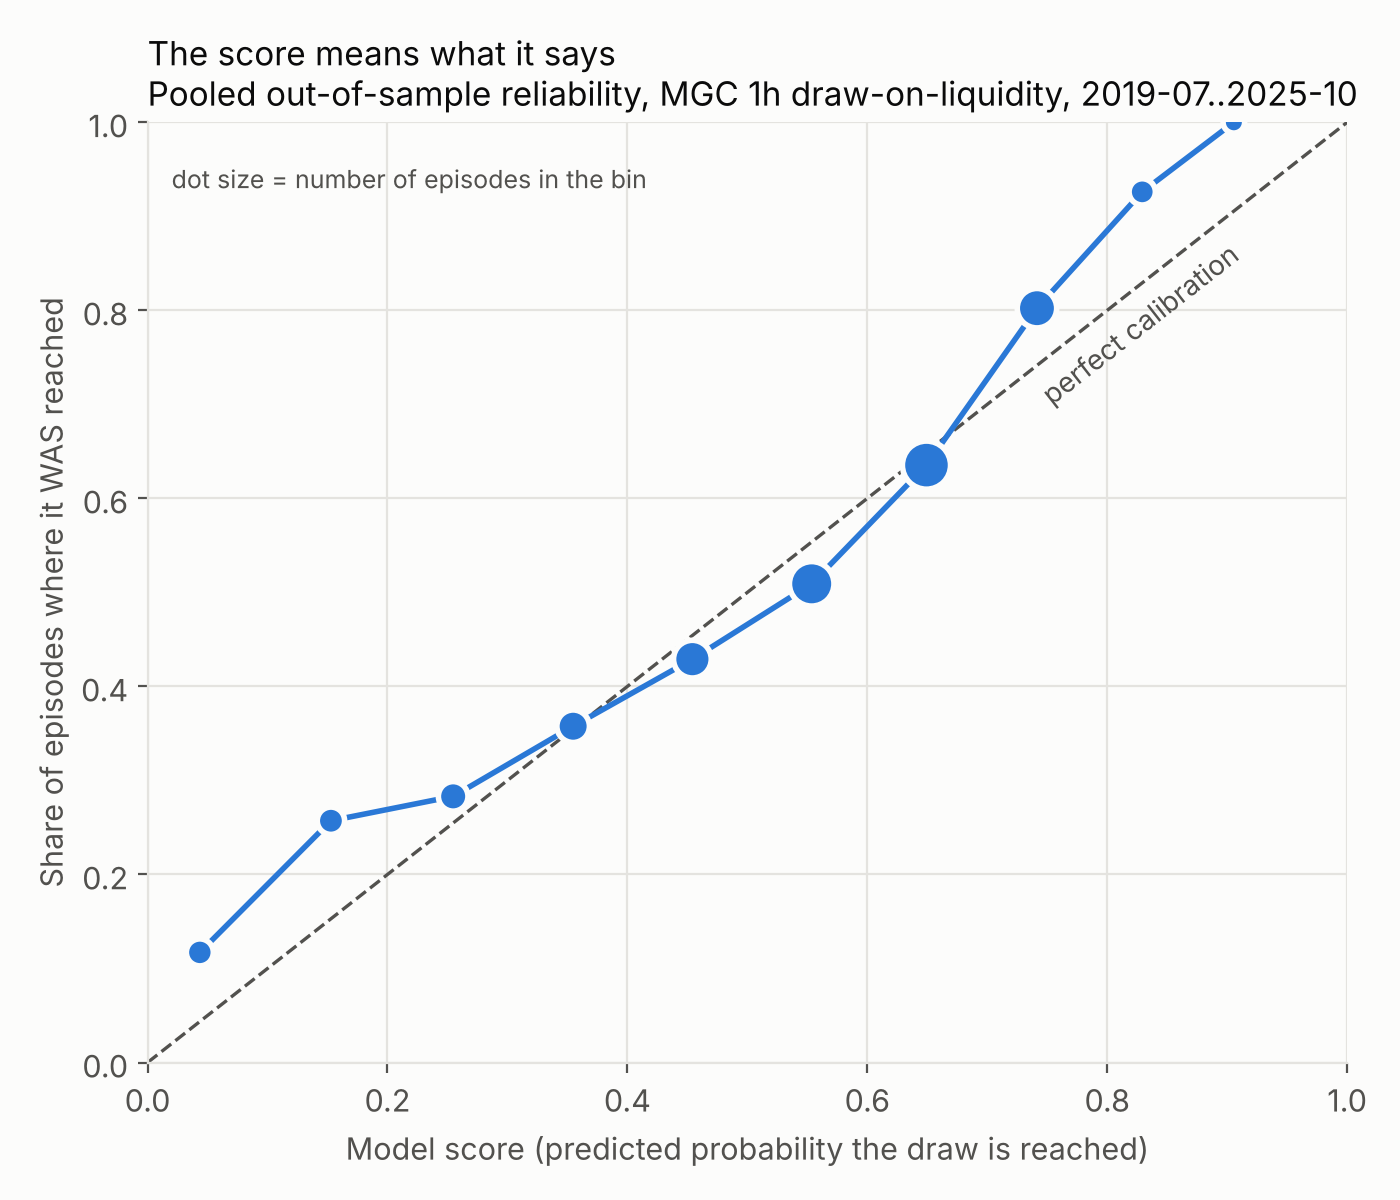 The score means what it says
Pooled out-of-sample reliability, MGC 1h draw-on-liquidity, 2019-07..2025-10
dot size = number of episodes in the bin
perfect calibration
Share of episodes where it WAS reached
1.0
0.8
0.6
0.4
0.2
0.0
0.0 0.2 0.4 0.6 0.8 1.0
Model score (predicted probability the draw is reached)